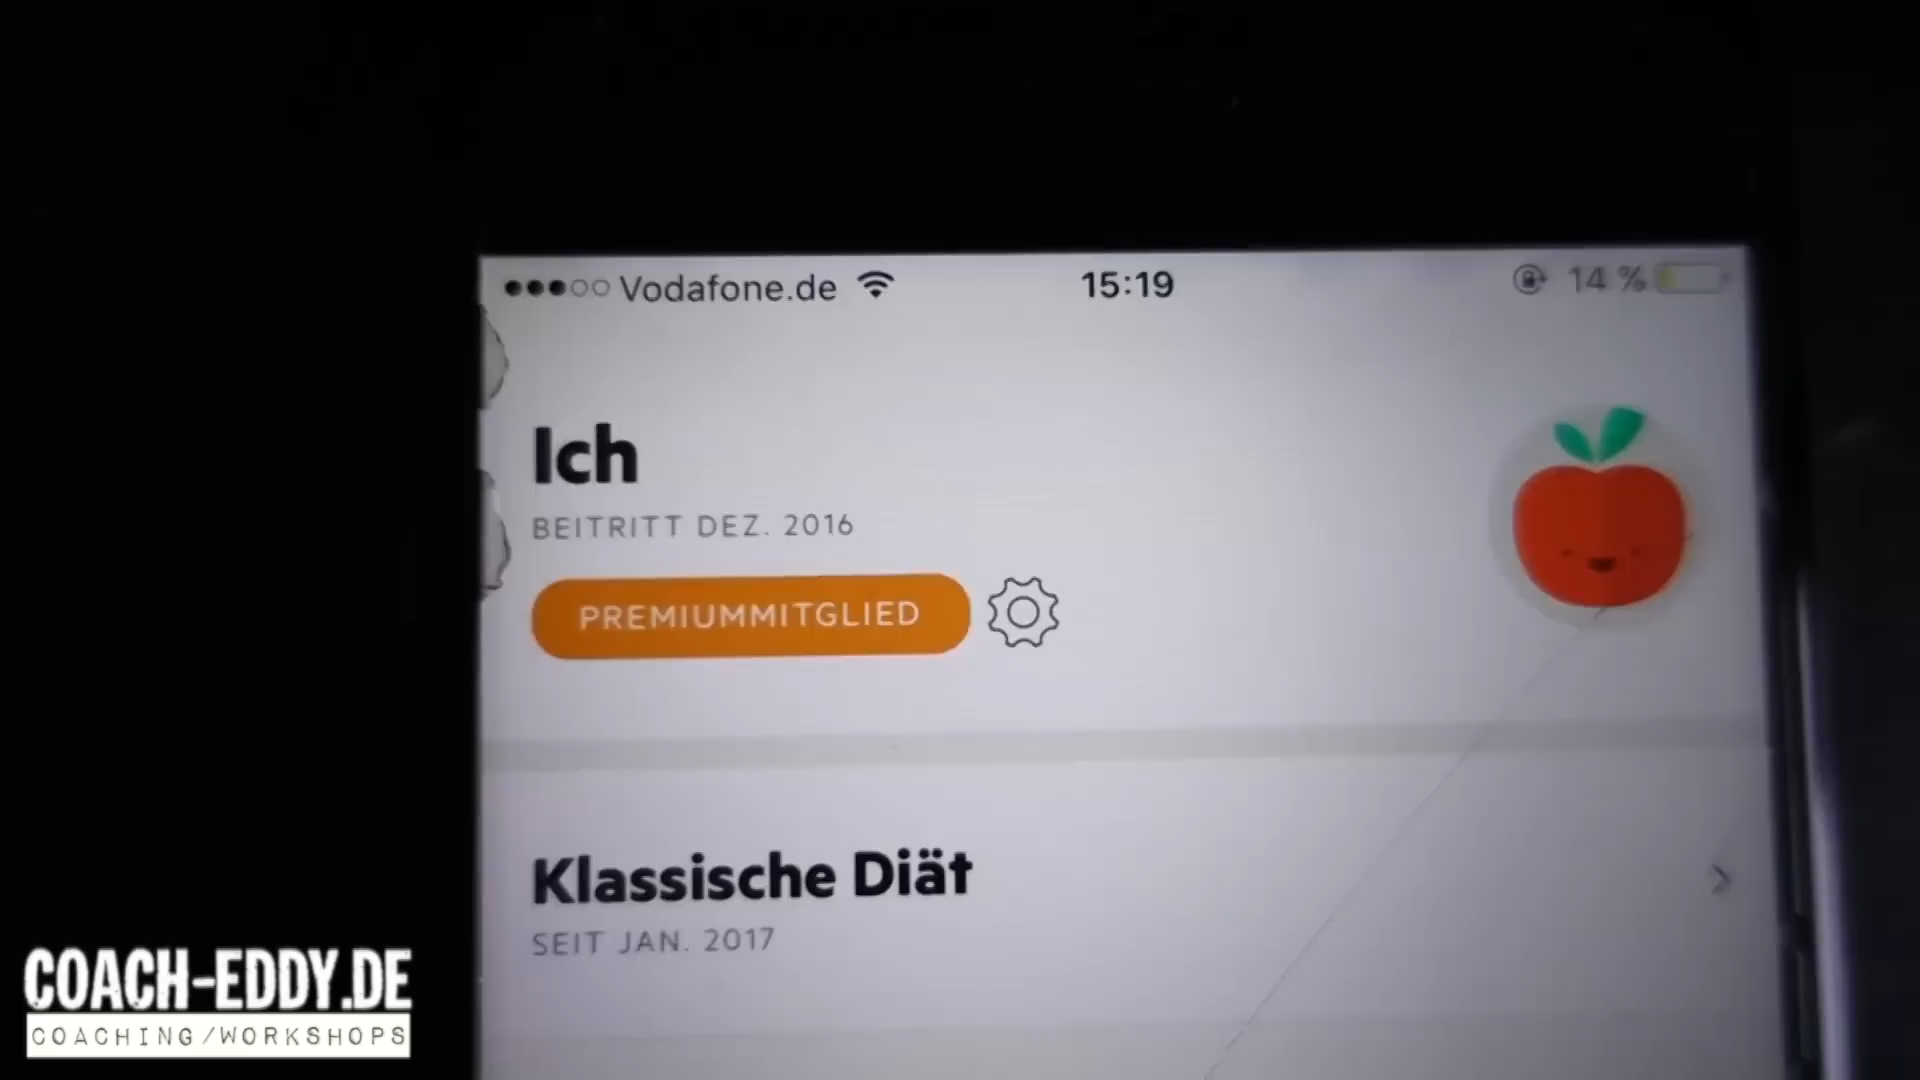 Vodafone.de 15:19 14 %
Ich
BEITRITT DEZ. 2016
PREMIUMMITGLIED
Klassische Diät
SEIT JAN. 2017
COACH-EDDY.DE
COACHING/WORKSHOPS